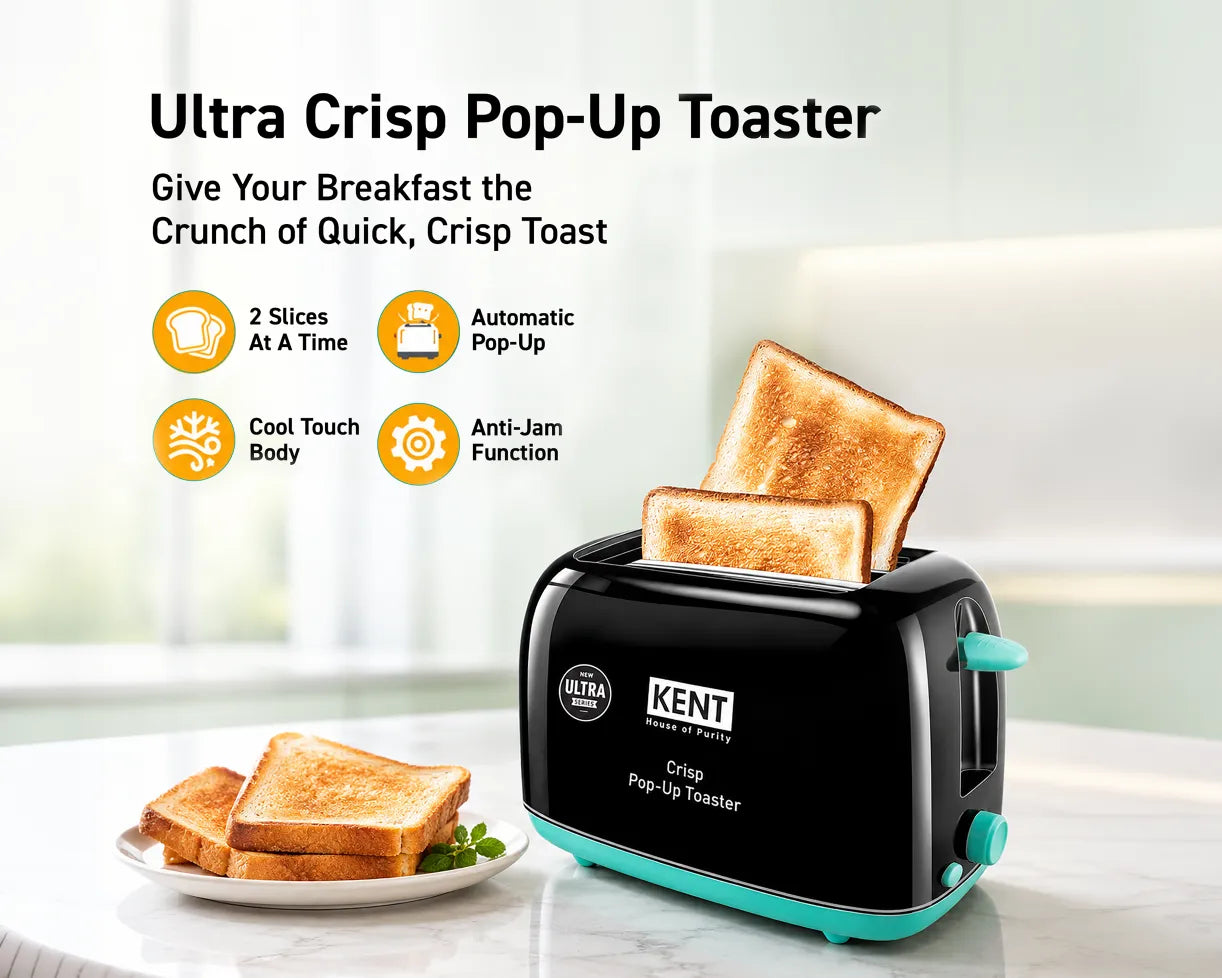 Ultra Crisp Pop-Up Toaster
Give Your Breakfast the
Crunch of Quick, Crisp Toast
2 Slices
At A Time
Automatic
Pop-Up
Cool Touch
Body
Anti-Jam
Function
NEW
ULTRA
SERIES
KENT
House of Purity
Crisp
Pop-Up Toaster